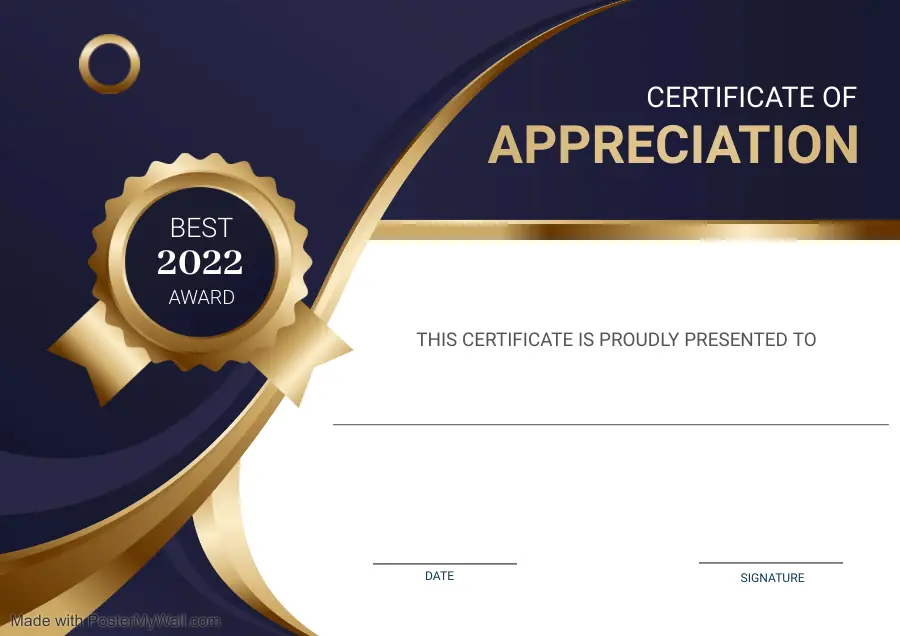 CERTIFICATE OF
APPRECIATION
BEST
2022
AWARD
THIS CERTIFICATE IS PROUDLY PRESENTED TO
DATE
SIGNATURE
Made with PosterMyWall.com